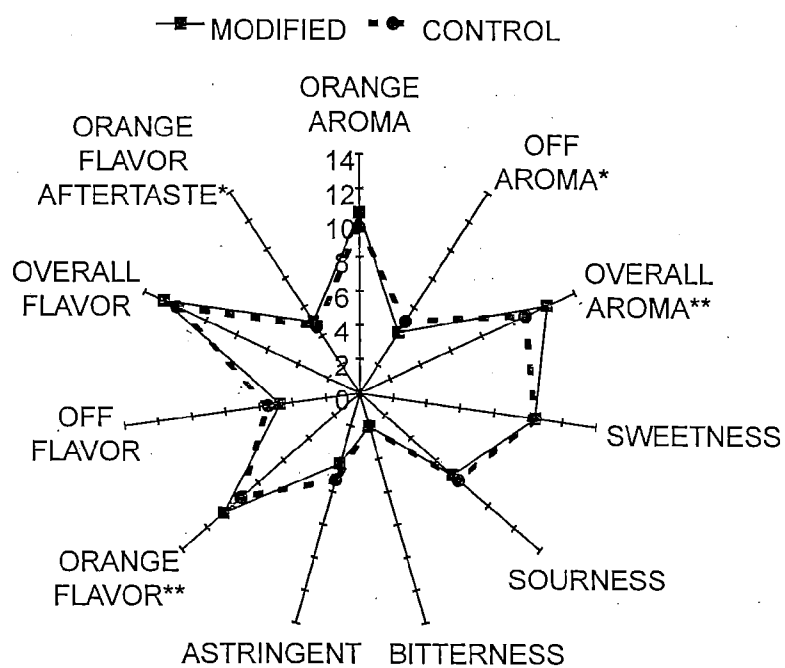 MODIFIED CONTROL
ORANGE
AROMA
ORANGE
FLAVOR
AFTERTASTE*
OFF
AROMA*
14
12
10
8
6
4
2
0
OVERALL
FLAVOR
OVERALL
AROMA**
OFF
FLAVOR
SWEETNESS
ORANGE
FLAVOR**
SOURNESS
ASTRINGENT BITTERNESS